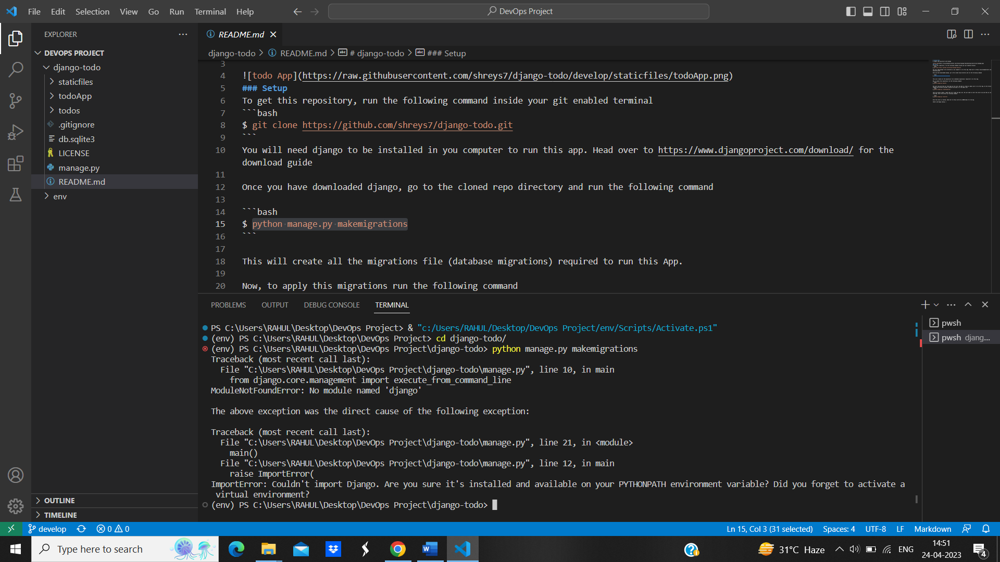 File Edit Selection View Go Run Terminal Help
DevOps Project
EXPLORER
README.md
DEVOPS PROJECT
django-todo
staticfiles
todoApp
todos
.gitignore
db.sqlite3
LICENSE
manage.py
README.md
env
OUTLINE
TIMELINE
django-todo > README.md > # django-todo > ### Setup
3
4 ![todo App](https://raw.githubusercontent.com/shreys7/django-todo/develop/staticfiles/todoApp.png)
5 ### Setup
6 To get this repository, run the following command inside your git enabled terminal
7 ```bash
8 $ git clone https://github.com/shreys7/django-todo.git
9 ```
10 You will need django to be installed in you computer to run this app. Head over to https://www.djangoproject.com/download/ for the
download guide
11
12 Once you have downloaded django, go to the cloned repo directory and run the following command
13
14 ```bash
15 $ python manage.py makemigrations
16 ```
17
18 This will create all the migrations file (database migrations) required to run this App.
19
20 Now, to apply this migrations run the following command
PROBLEMS OUTPUT DEBUG CONSOLE TERMINAL
pwsh
pwsh djang...
PS C:\Users\RAHUL\Desktop\DevOps Project> & "c:/Users/RAHUL/Desktop/DevOps Project/env/Scripts/Activate.ps1"
(env) PS C:\Users\RAHUL\Desktop\DevOps Project> cd django-todo/
(env) PS C:\Users\RAHUL\Desktop\DevOps Project\django-todo> python manage.py makemigrations
Traceback (most recent call last):
File "C:\Users\RAHUL\Desktop\DevOps Project\django-todo\manage.py", line 10, in main
from django.core.management import execute_from_command_line
ModuleNotFoundError: No module named 'django'
The above exception was the direct cause of the following exception:
Traceback (most recent call last):
File "C:\Users\RAHUL\Desktop\DevOps Project\django-todo\manage.py", line 21, in <module>
main()
File "C:\Users\RAHUL\Desktop\DevOps Project\django-todo\manage.py", line 12, in main
raise ImportError(
ImportError: Couldn't import Django. Are you sure it's installed and available on your PYTHONPATH environment variable? Did you forget to activate a
virtual environment?
(env) PS C:\Users\RAHUL\Desktop\DevOps Project\django-todo>
develop 0 0 Ln 15, Col 3 (31 selected) Spaces: 4 UTF-8 LF Markdown
Type here to search
31°C Haze
ENG
14:51
24-04-2023
4